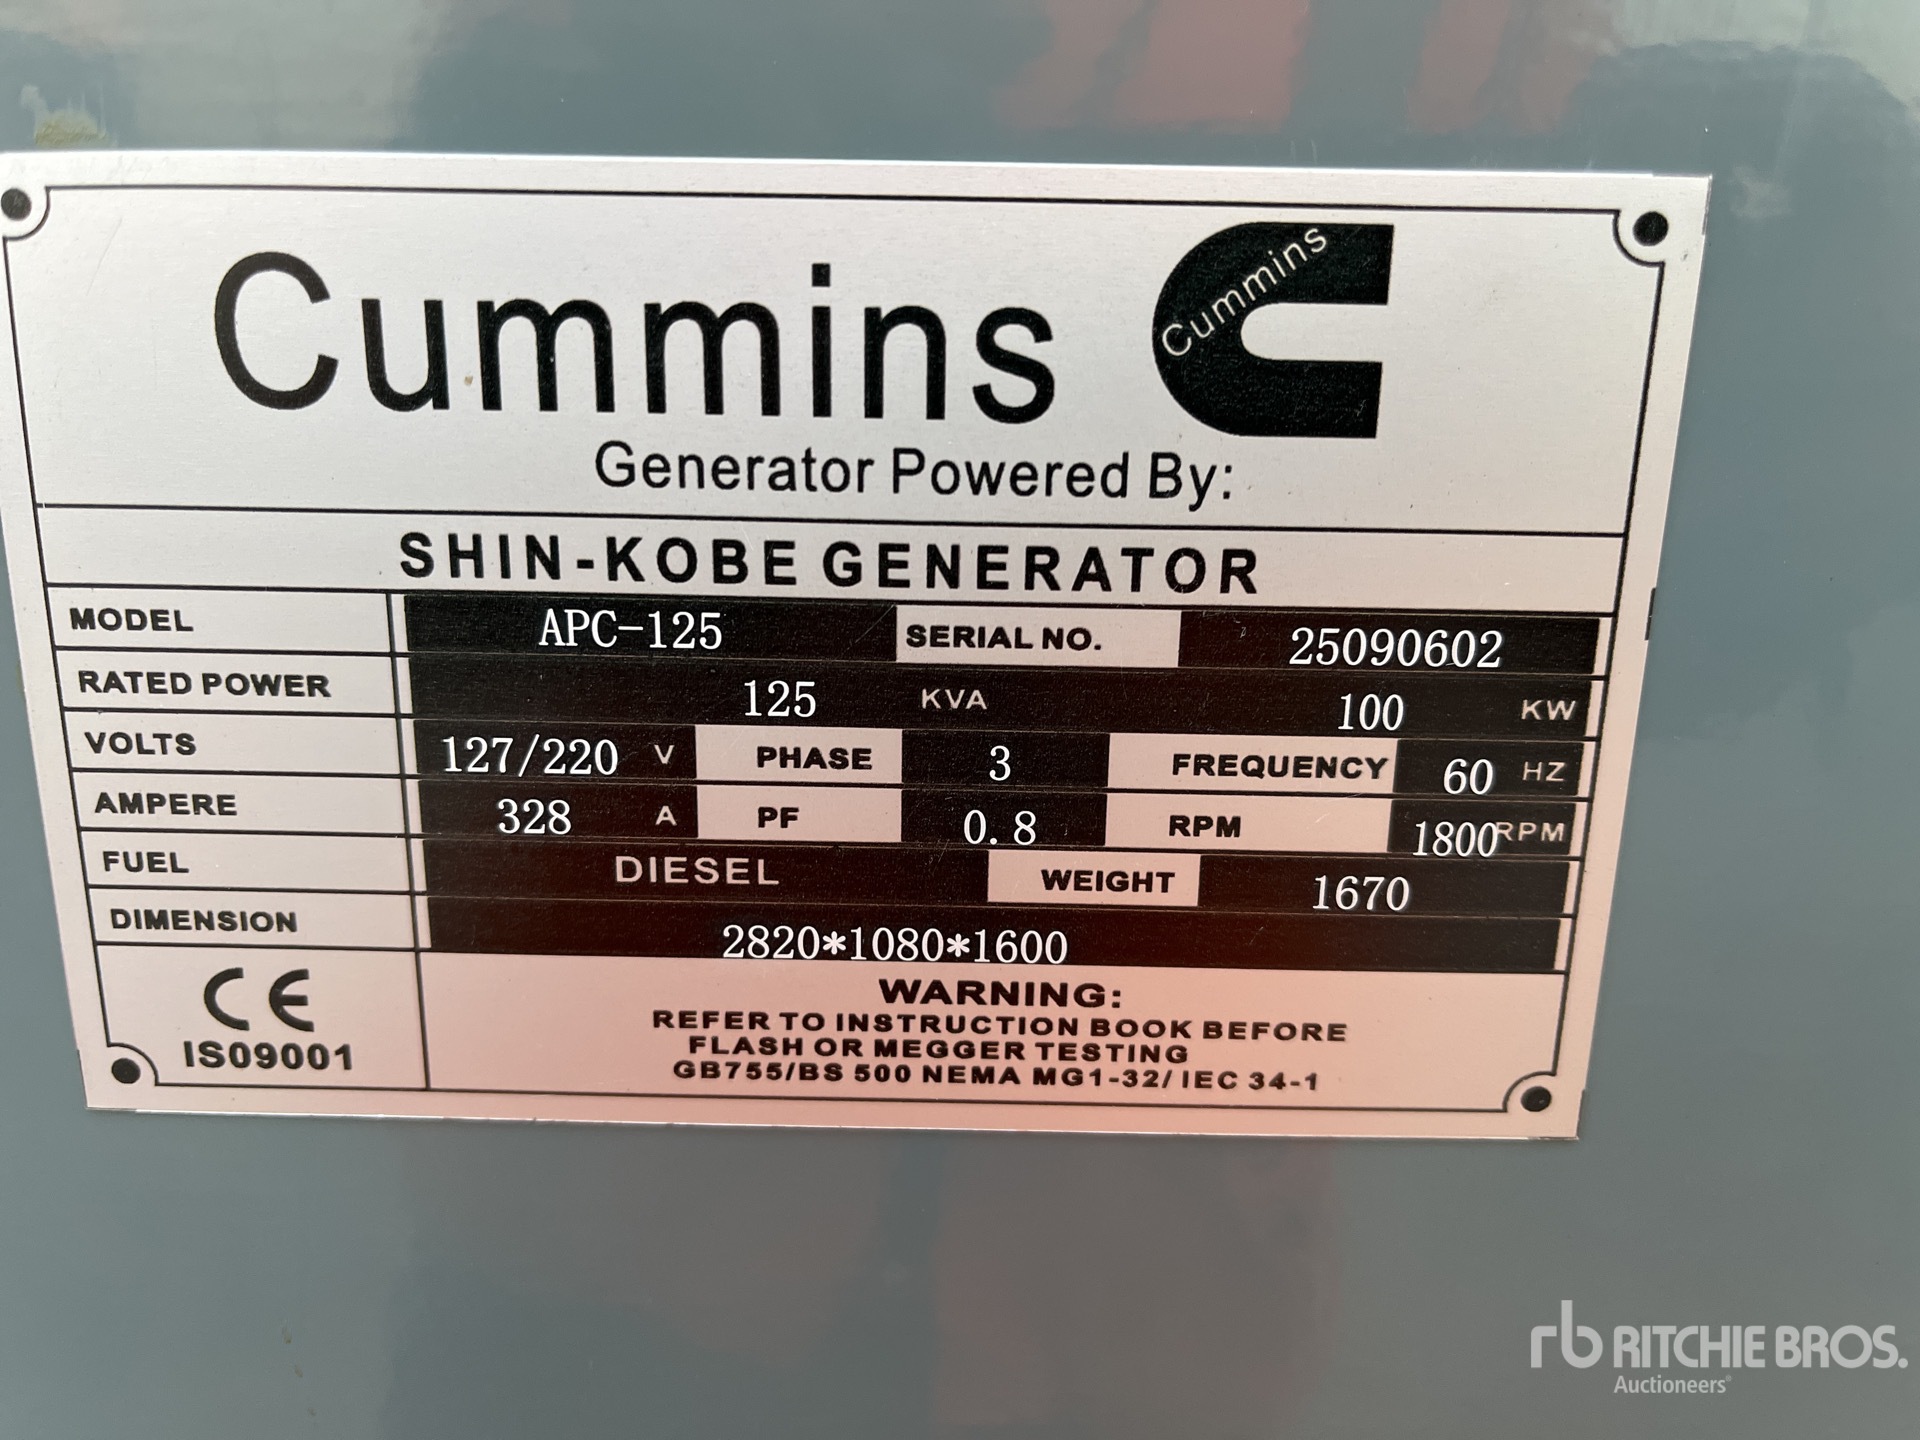 Cummins Cummins
Generator Powered By:
SHIN-KOBE GENERATOR
MODEL APC-125 SERIAL NO. 25090602
RATED POWER 125 KVA 100 KW
VOLTS 127/220 V PHASE 3 FREQUENCY 60 HZ
AMPERE 328 A PF 0.8 RPM 1800 RPM
FUEL DIESEL WEIGHT 1670
DIMENSION 2820*1080*1600
CE
IS09001
WARNING:
REFER TO INSTRUCTION BOOK BEFORE
FLASH OR MEGGER TESTING
GB755/BS 500 NEMA MG1-32/ IEC 34-1
rb RITCHIE BROS.
Auctioneers